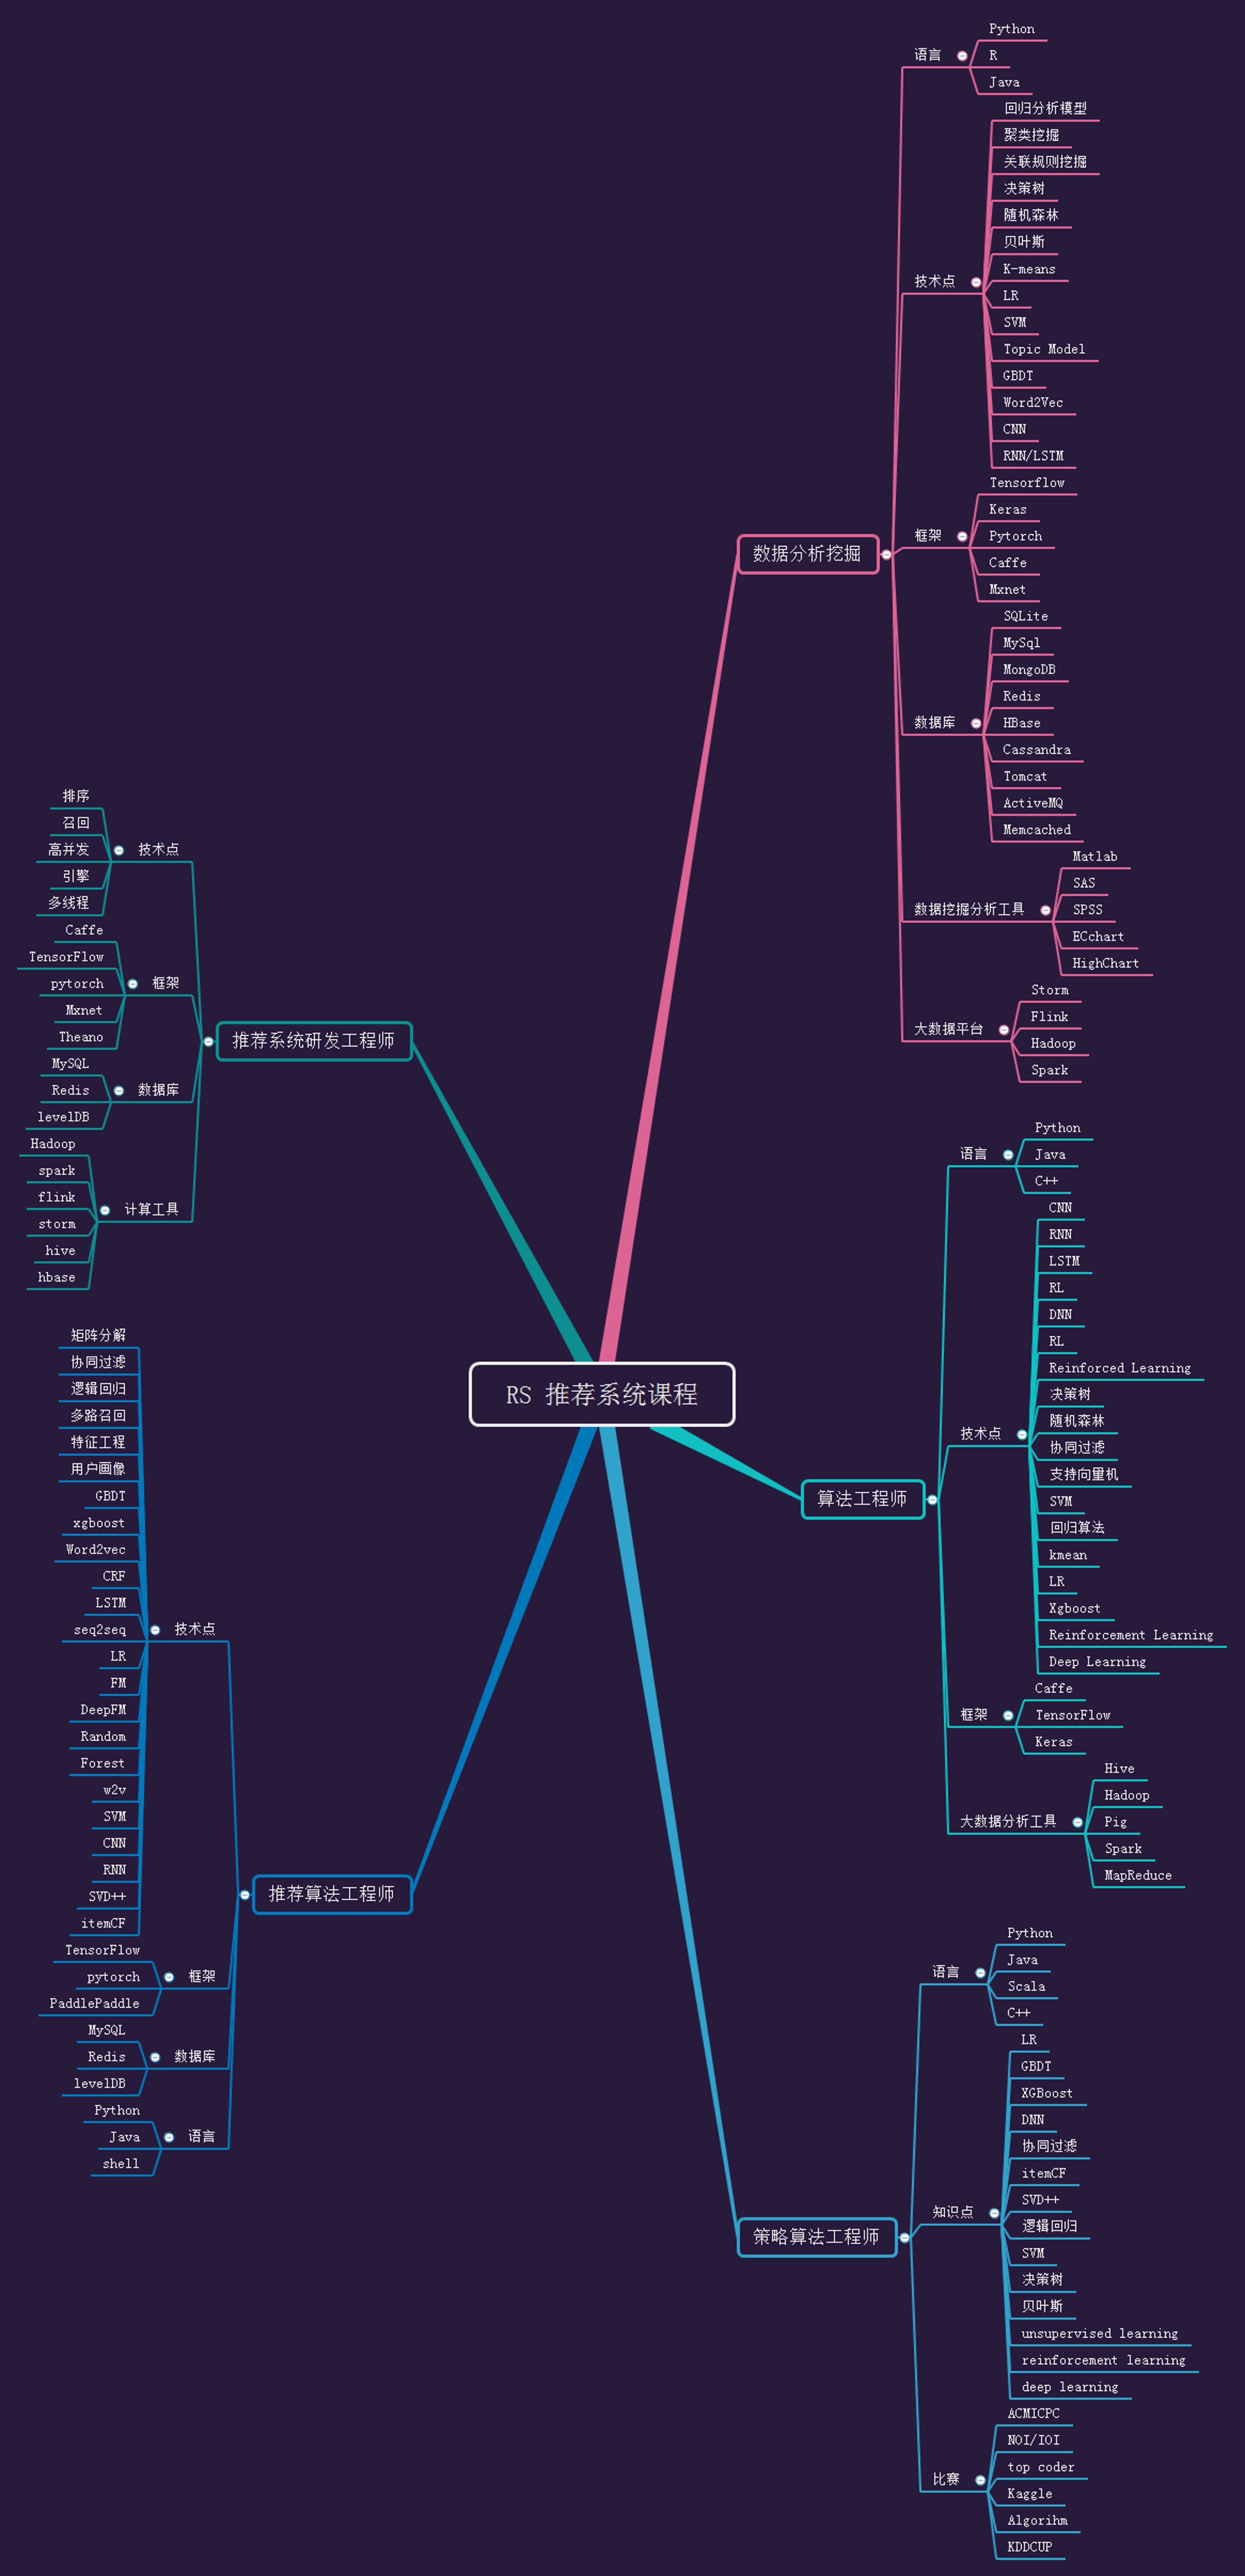 RS 推荐系统课程
数据分析挖掘
语言
Python
R
Java
技术点
回归分析模型
聚类挖掘
关联规则挖掘
决策树
随机森林
贝叶斯
K-means
LR
SVM
Topic Model
GBDT
Word2Vec
CNN
RNN/LSTM
框架
Tensorflow
Keras
Pytorch
Caffe
Mxnet
数据库
SQLite
MySql
MongoDB
Redis
HBase
Cassandra
Tomcat
ActiveMQ
Memcached
数据挖掘分析工具
Matlab
SAS
SPSS
ECchart
HighChart
大数据平台
Storm
Flink
Hadoop
Spark
算法工程师
语言
Python
Java
C++
技术点
CNN
RNN
LSTM
RL
DNN
RL
Reinforced Learning
决策树
随机森林
协同过滤
支持向量机
SVM
回归算法
kmean
LR
Xgboost
Reinforcement Learning
Deep Learning
框架
Caffe
TensorFlow
Keras
大数据分析工具
Hive
Hadoop
Pig
Spark
MapReduce
策略算法工程师
语言
Python
Java
Scala
C++
知识点
LR
GBDT
XGBoost
DNN
协同过滤
itemCF
SVD++
逻辑回归
SVM
决策树
贝叶斯
unsupervised learning
reinforcement learning
deep learning
比赛
ACMICPC
NOI/IOI
top coder
Kaggle
Algorihm
KDDCUP
推荐系统研发工程师
技术点
排序
召回
高并发
引擎
多线程
框架
Caffe
TensorFlow
pytorch
Mxnet
Theano
数据库
MySQL
Redis
levelDB
计算工具
Hadoop
spark
flink
storm
hive
hbase
推荐算法工程师
技术点
矩阵分解
协同过滤
逻辑回归
多路召回
特征工程
用户画像
GBDT
xgboost
Word2vec
CRF
LSTM
seq2seq
LR
FM
DeepFM
Random
Forest
w2v
SVM
CNN
RNN
SVD++
itemCF
框架
TensorFlow
pytorch
PaddlePaddle
数据库
MySQL
Redis
levelDB
语言
Python
Java
shell